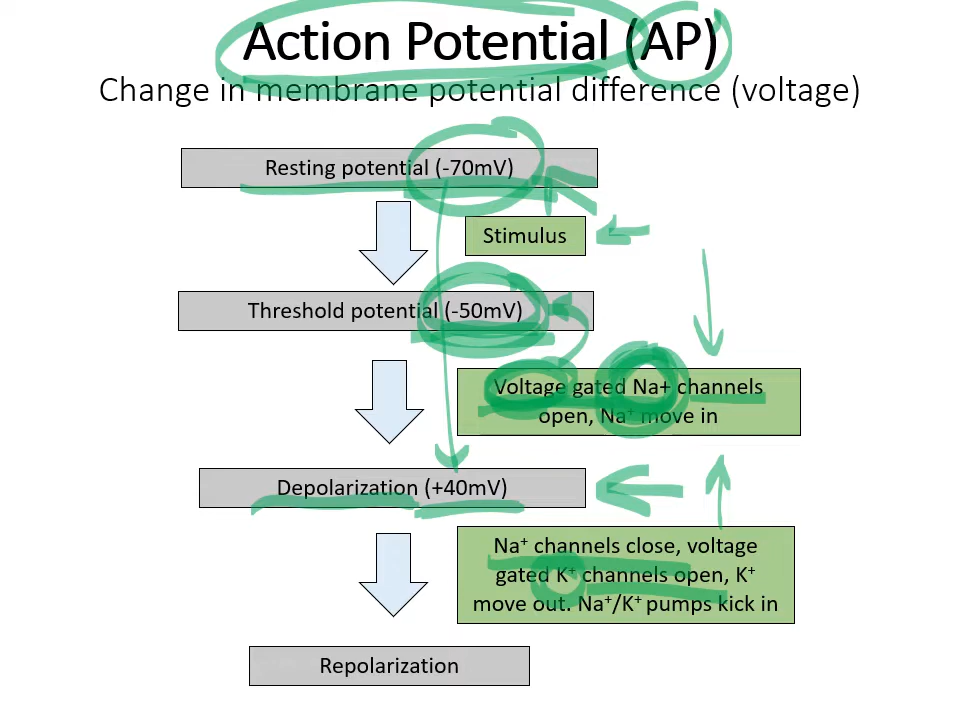 Action Potential (AP)
Change in membrane potential difference (voltage)
Resting potential (-70mV)
Stimulus
Threshold potential (-50mV)
Voltage gated Na+ channels
open, Na⁺ move in
Depolarization (+40mV)
Na⁺ channels close, voltage
gated K⁺ channels open, K⁺
move out. Na⁺/K⁺ pumps kick in
Repolarization